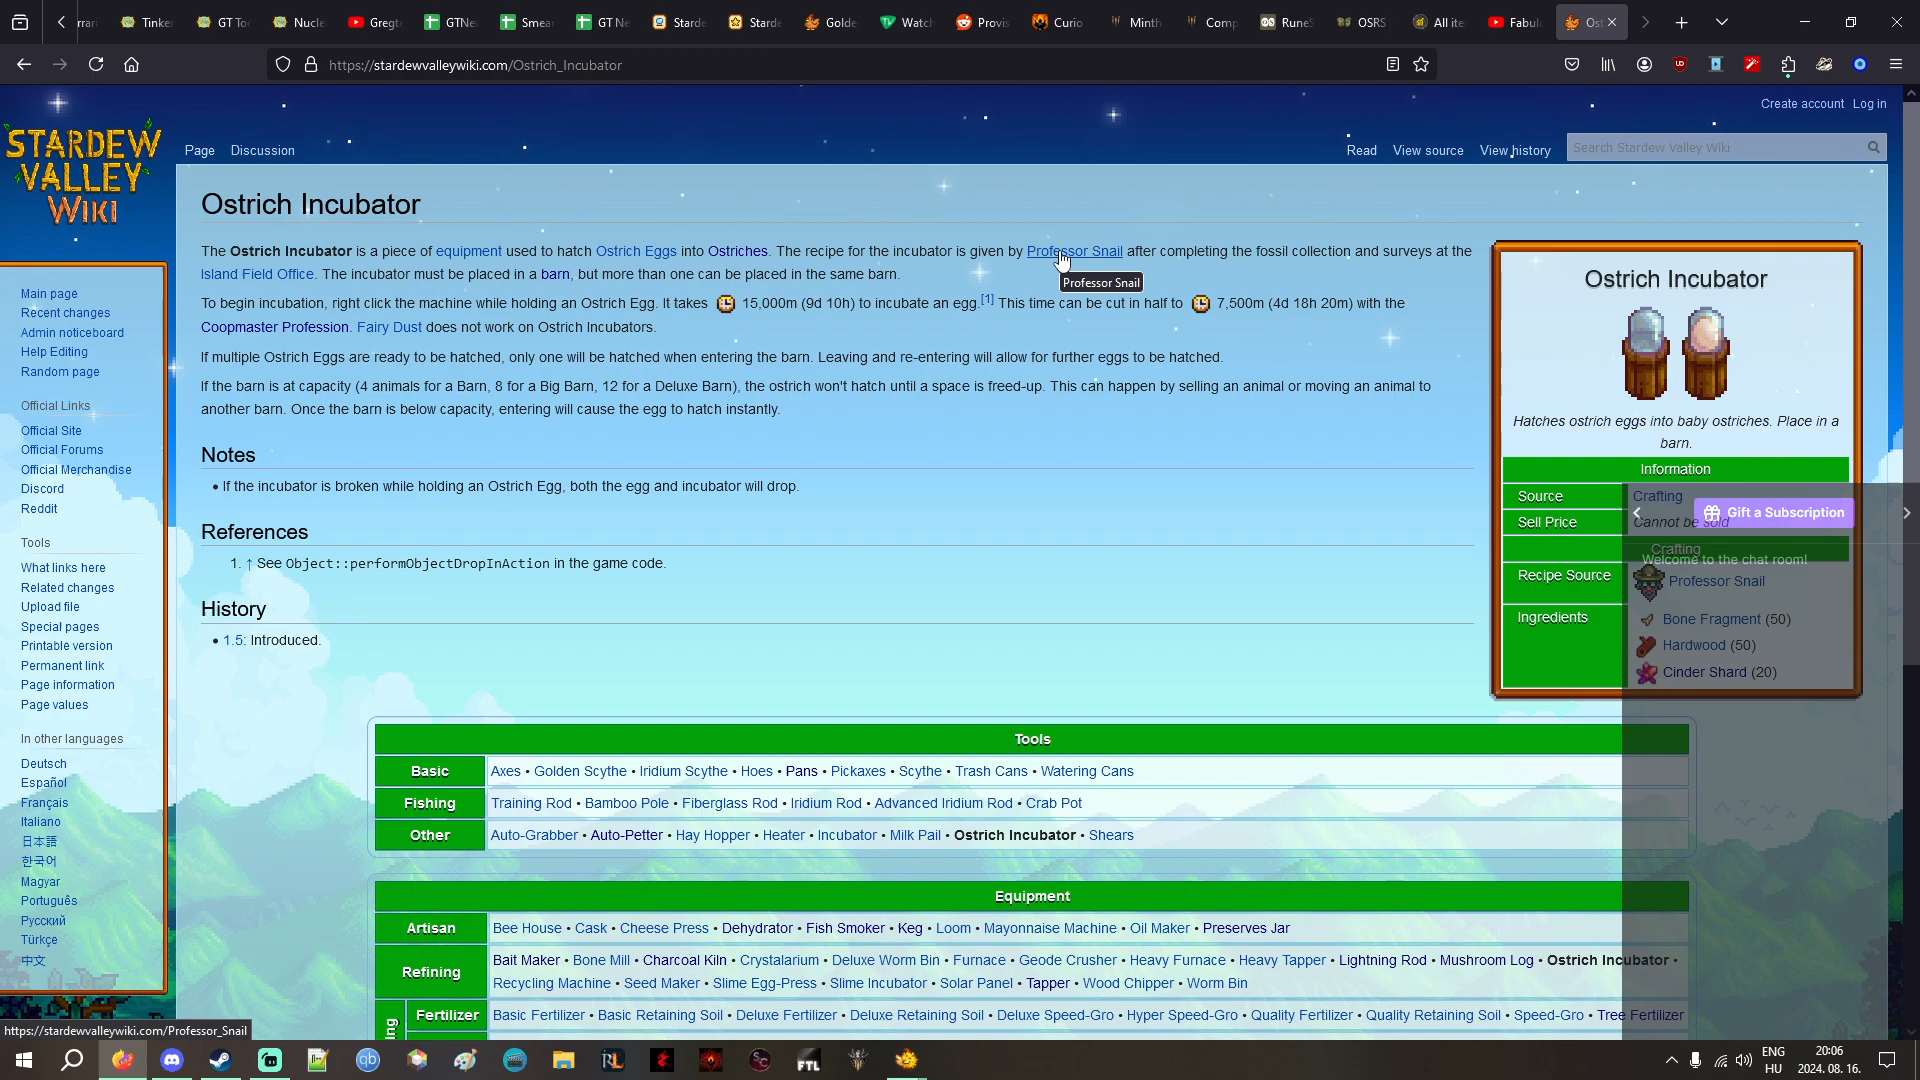 Tinker
GT To
Nucle
Gregt
GTNe
Smea
GT Ne
Starde
Starde
Golde
Watch
Provis
Curio
Minth
Comp
RuneS
OSRS
All ite
Fabul
Ost
https://stardewvalleywiki.com/Ostrich_Incubator
Create account Log in
STARDEW
VALLEY
WIKI
Page Discussion
Read View source View history
Search Stardew Valley Wiki
Ostrich Incubator
The Ostrich Incubator is a piece of equipment used to hatch Ostrich Eggs into Ostriches. The recipe for the incubator is given by Professor Snail after completing the fossil collection and surveys at the
Island Field Office. The incubator must be placed in a barn, but more than one can be placed in the same barn.
Professor Snail
To begin incubation, right click the machine while holding an Ostrich Egg. It takes 15,000m (9d 10h) to incubate an egg.[1] This time can be cut in half to 7,500m (4d 18h 20m) with the
Coopmaster Profession. Fairy Dust does not work on Ostrich Incubators.
If multiple Ostrich Eggs are ready to be hatched, only one will be hatched when entering the barn. Leaving and re-entering will allow for further eggs to be hatched.
If the barn is at capacity (4 animals for a Barn, 8 for a Big Barn, 12 for a Deluxe Barn), the ostrich won't hatch until a space is freed-up. This can happen by selling an animal or moving an animal to
another barn. Once the barn is below capacity, entering will cause the egg to hatch instantly.
Notes
• If the incubator is broken while holding an Ostrich Egg, both the egg and incubator will drop.
References
1. ↑ See Object::performObjectDropInAction in the game code.
History
• 1.5: Introduced.
Ostrich Incubator
Hatches ostrich eggs into baby ostriches. Place in a
barn.
Information
Source Crafting
Gift a Subscription
Sell Price Cannot be sold
Crafting
Welcome to the chat room!
Recipe Source Professor Snail
Ingredients Bone Fragment (50)
Hardwood (50)
Cinder Shard (20)
Main page
Recent changes
Admin noticeboard
Help Editing
Random page
Official Links
Official Site
Official Forums
Official Merchandise
Discord
Reddit
Tools
What links here
Related changes
Upload file
Special pages
Printable version
Permanent link
Page information
Page values
In other languages
Deutsch
Español
Français
Italiano
日本語
한국어
Magyar
Português
Русский
Türkçe
中文
Tools
Basic Axes • Golden Scythe • Iridium Scythe • Hoes • Pans • Pickaxes • Scythe • Trash Cans • Watering Cans
Fishing Training Rod • Bamboo Pole • Fiberglass Rod • Iridium Rod • Advanced Iridium Rod • Crab Pot
Other Auto-Grabber • Auto-Petter • Hay Hopper • Heater • Incubator • Milk Pail • Ostrich Incubator • Shears
Equipment
Artisan Bee House • Cask • Cheese Press • Dehydrator • Fish Smoker • Keg • Loom • Mayonnaise Machine • Oil Maker • Preserves Jar
Refining Bait Maker • Bone Mill • Charcoal Kiln • Crystalarium • Deluxe Worm Bin • Furnace • Geode Crusher • Heavy Furnace • Heavy Tapper • Lightning Rod • Mushroom Log • Ostrich Incubator •
Recycling Machine • Seed Maker • Slime Egg-Press • Slime Incubator • Solar Panel • Tapper • Wood Chipper • Worm Bin
Fertilizer Basic Fertilizer • Basic Retaining Soil • Deluxe Fertilizer • Deluxe Retaining Soil • Deluxe Speed-Gro • Hyper Speed-Gro • Quality Fertilizer • Quality Retaining Soil • Speed-Gro • Tree Fertilizer
https://stardewvalleywiki.com/Professor_Snail
FTL
ENG
HU
20:06
2024. 08. 16.